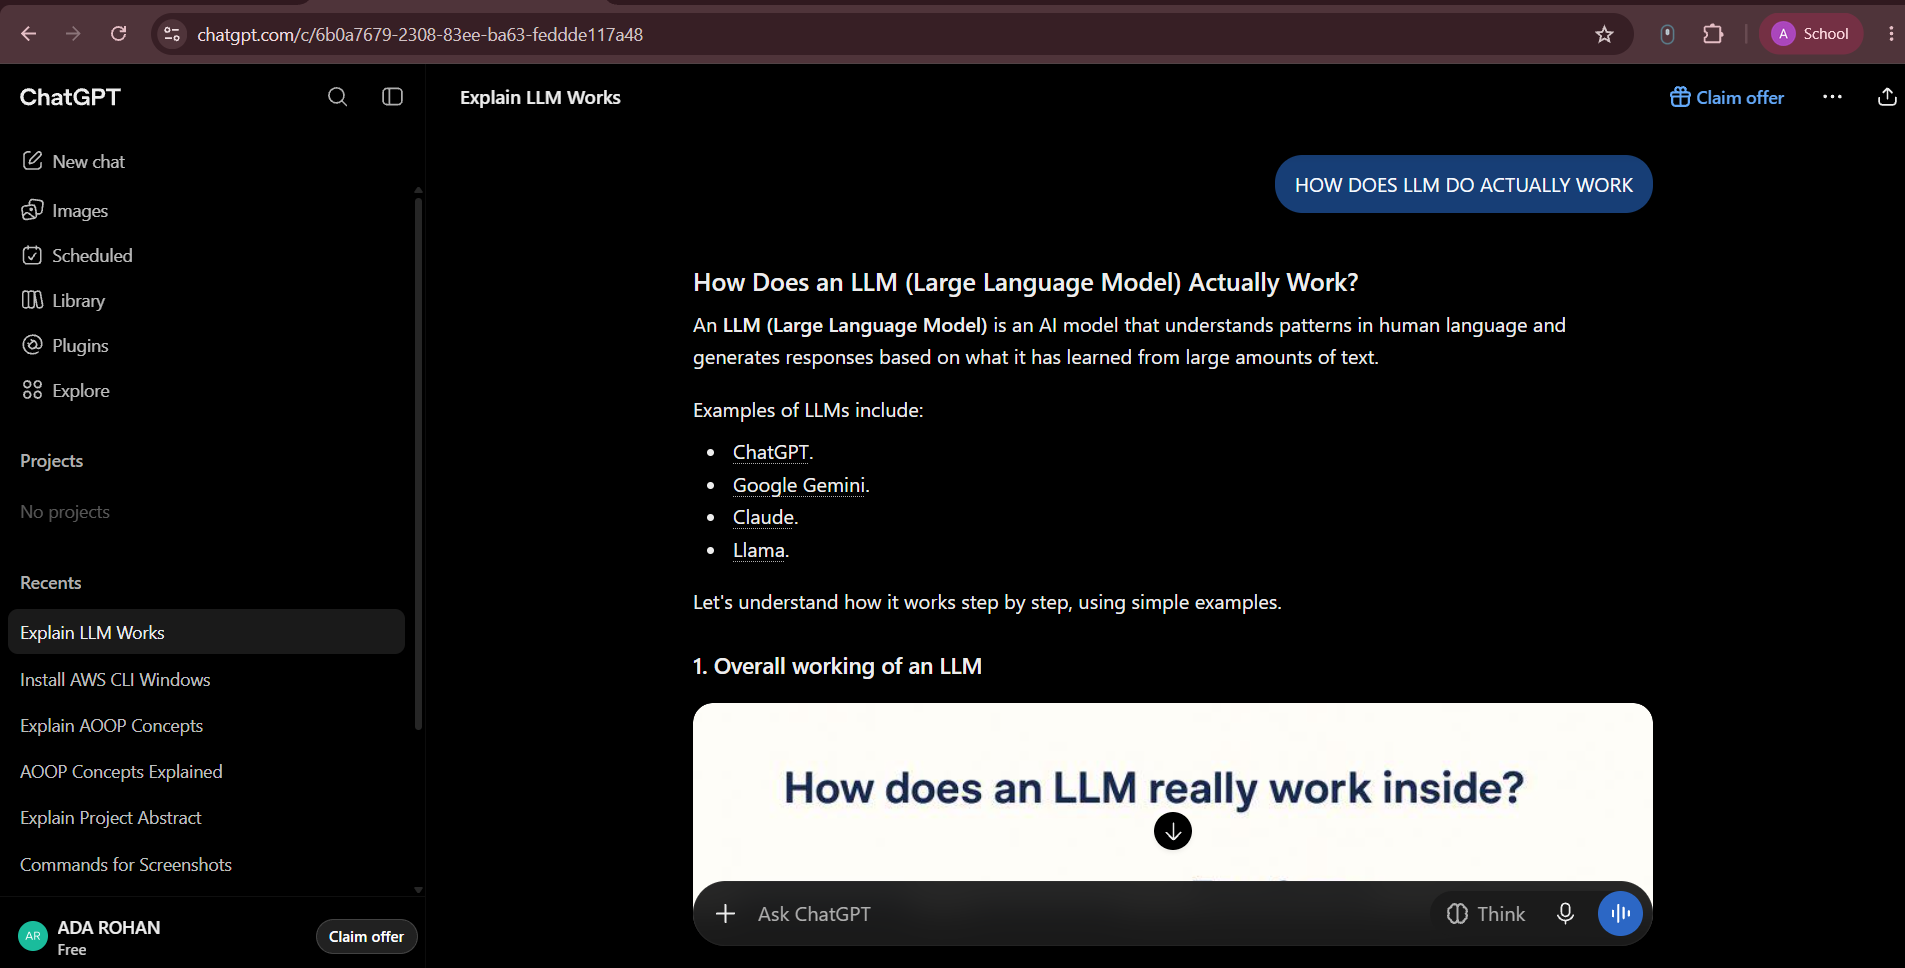 chatgpt.com/c/6b0a7679-2308-83ee-ba63-feddde117a48
A School
ChatGPT
New chat
Images
Scheduled
Library
Plugins
Explore
Projects
No projects
Recents
Explain LLM Works
Install AWS CLI Windows
Explain AOOP Concepts
AOOP Concepts Explained
Explain Project Abstract
Commands for Screenshots
AR
ADA ROHAN
Free
Claim offer
Explain LLM Works
Claim offer
HOW DOES LLM DO ACTUALLY WORK
How Does an LLM (Large Language Model) Actually Work?
An LLM (Large Language Model) is an AI model that understands patterns in human language and
generates responses based on what it has learned from large amounts of text.
Examples of LLMs include:
ChatGPT.
Google Gemini.
Claude.
Llama.
Let's understand how it works step by step, using simple examples.
1. Overall working of an LLM
How does an LLM really work inside?
Ask ChatGPT
Think